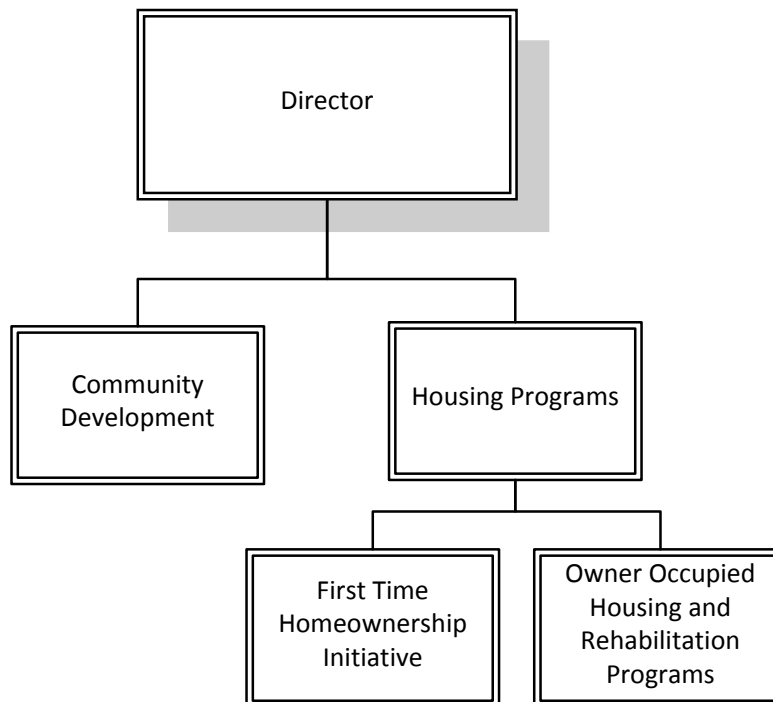 Director
Community
Development
Housing Programs
First Time
Homeownership
Initiative
Owner Occupied
Housing and
Rehabilitation
Programs